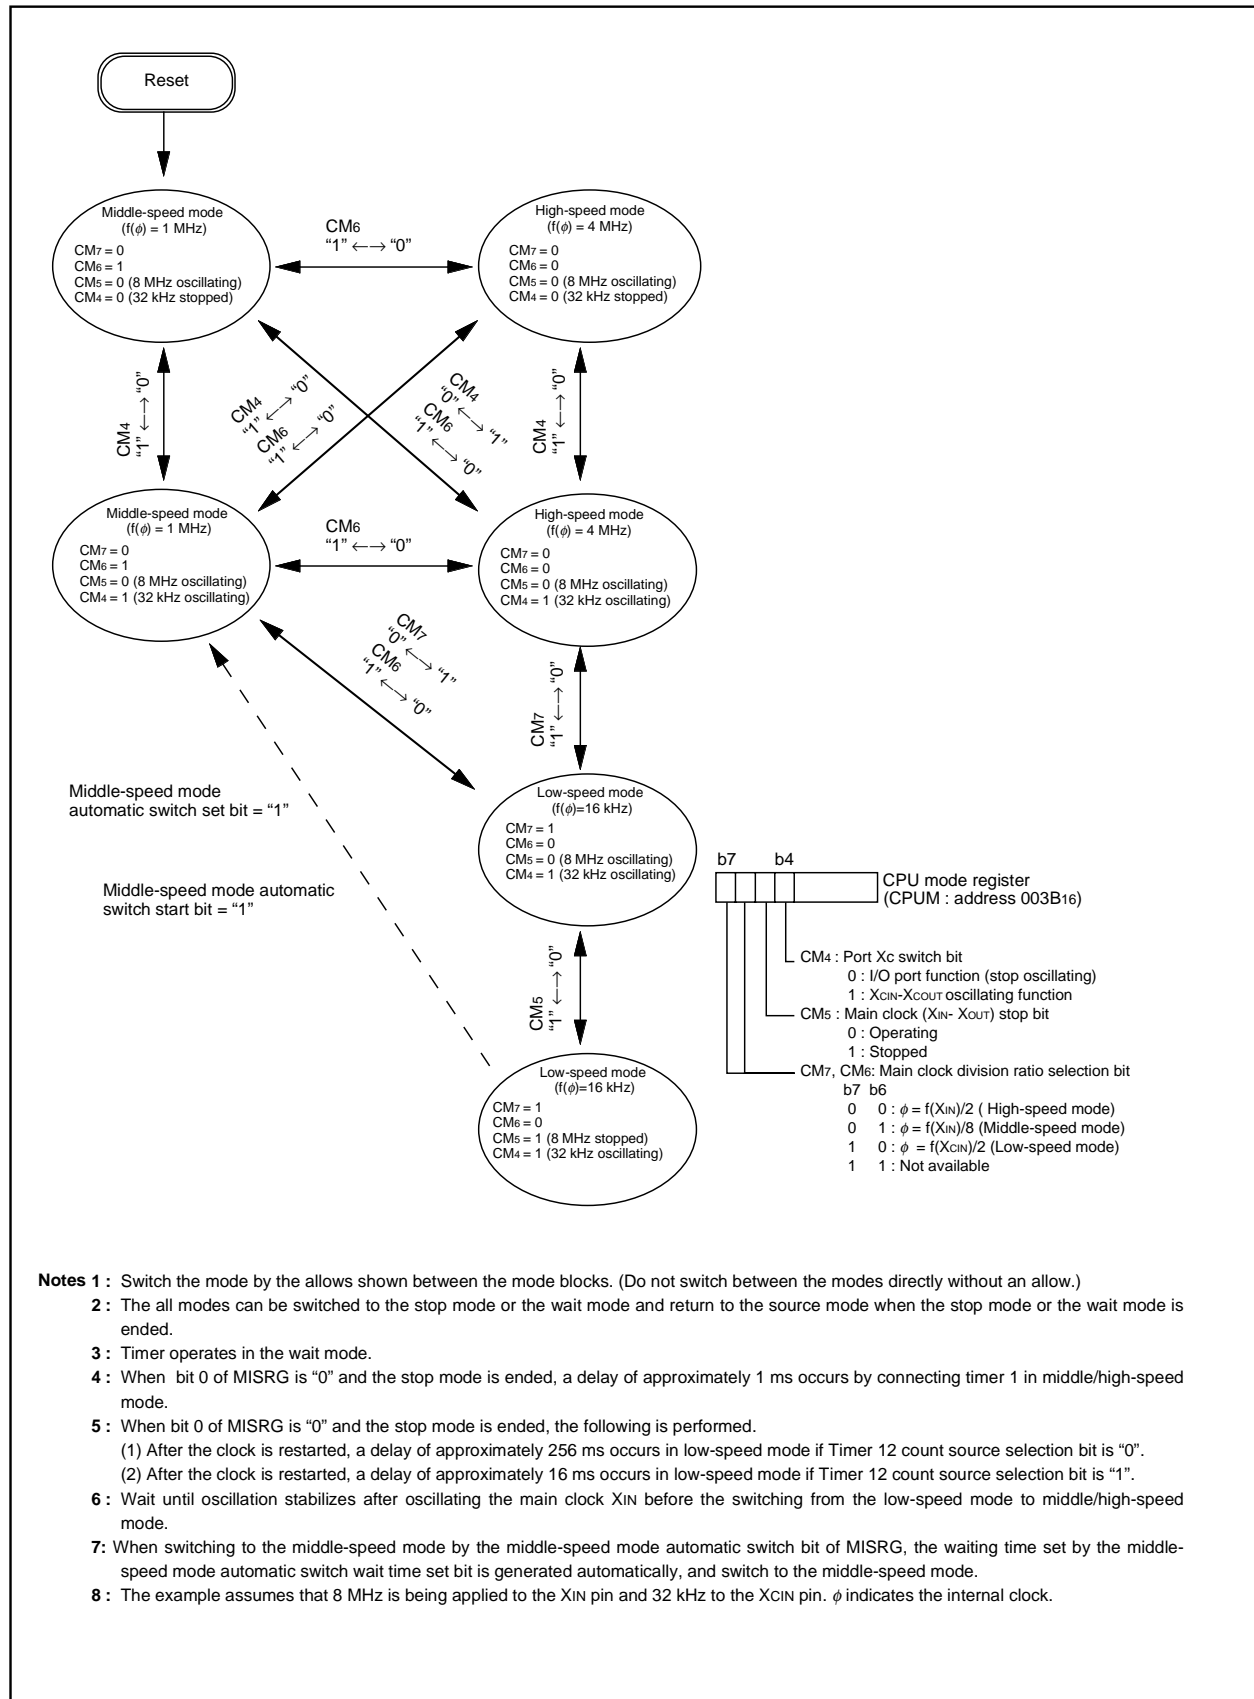 Reset
Middle-speed mode
(f(ϕ) = 1 MHz)
CM7 = 0
CM6 = 1
CM5 = 0 (8 MHz oscillating)
CM4 = 0 (32 kHz stopped)
CM6
“1” ←→ “0”
High-speed mode
(f(ϕ) = 4 MHz)
CM7 = 0
CM6 = 0
CM5 = 0 (8 MHz oscillating)
CM4 = 0 (32 kHz stopped)
CM4
“1” ←→ “0”
CM4
“1” ←→ “0”
CM6
“1” ←→ “0”
CM4
“0” ←→ “1”
CM6
“1” ←→ “0”
CM4
“1” ←→ “0”
Middle-speed mode
(f(ϕ) = 1 MHz)
CM7 = 0
CM6 = 1
CM5 = 0 (8 MHz oscillating)
CM4 = 1 (32 kHz oscillating)
CM6
“1” ←→ “0”
High-speed mode
(f(ϕ) = 4 MHz)
CM7 = 0
CM6 = 0
CM5 = 0 (8 MHz oscillating)
CM4 = 1 (32 kHz oscillating)
CM7
“0” ←→ “1”
CM6
“1” ←→ “0”
CM7
“1” ←→ “0”
Middle-speed mode
automatic switch set bit = “1”
Middle-speed mode automatic
switch start bit = “1”
Low-speed mode
(f(ϕ)=16 kHz)
CM7 = 1
CM6 = 0
CM5 = 0 (8 MHz oscillating)
CM4 = 1 (32 kHz oscillating)
CM5
“1” ←→ “0”
Low-speed mode
(f(ϕ)=16 kHz)
CM7 = 1
CM6 = 0
CM5 = 1 (8 MHz stopped)
CM4 = 1 (32 kHz oscillating)
b7 b4
CPU mode register
(CPUM : address 003B16)
CM4 : Port Xc switch bit
0 : I/O port function (stop oscillating)
1 : XCIN-XCOUT oscillating function
CM5 : Main clock (XIN- XOUT) stop bit
0 : Operating
1 : Stopped
CM7, CM6: Main clock division ratio selection bit
b7 b6
0 0 : ϕ = f(XIN)/2 ( High-speed mode)
0 1 : ϕ = f(XIN)/8 (Middle-speed mode)
1 0 : ϕ = f(XCIN)/2 (Low-speed mode)
1 1 : Not available
Notes 1 : Switch the mode by the allows shown between the mode blocks. (Do not switch between the modes directly without an allow.)
2 : The all modes can be switched to the stop mode or the wait mode and return to the source mode when the stop mode or the wait mode is
ended.
3 : Timer operates in the wait mode.
4 : When bit 0 of MISRG is “0” and the stop mode is ended, a delay of approximately 1 ms occurs by connecting timer 1 in middle/high-speed
mode.
5 : When bit 0 of MISRG is “0” and the stop mode is ended, the following is performed.
(1) After the clock is restarted, a delay of approximately 256 ms occurs in low-speed mode if Timer 12 count source selection bit is “0”.
(2) After the clock is restarted, a delay of approximately 16 ms occurs in low-speed mode if Timer 12 count source selection bit is “1”.
6 : Wait until oscillation stabilizes after oscillating the main clock XIN before the switching from the low-speed mode to middle/high-speed
mode.
7: When switching to the middle-speed mode by the middle-speed mode automatic switch bit of MISRG, the waiting time set by the middle-
speed mode automatic switch wait time set bit is generated automatically, and switch to the middle-speed mode.
8 : The example assumes that 8 MHz is being applied to the XIN pin and 32 kHz to the XCIN pin. ϕ indicates the internal clock.